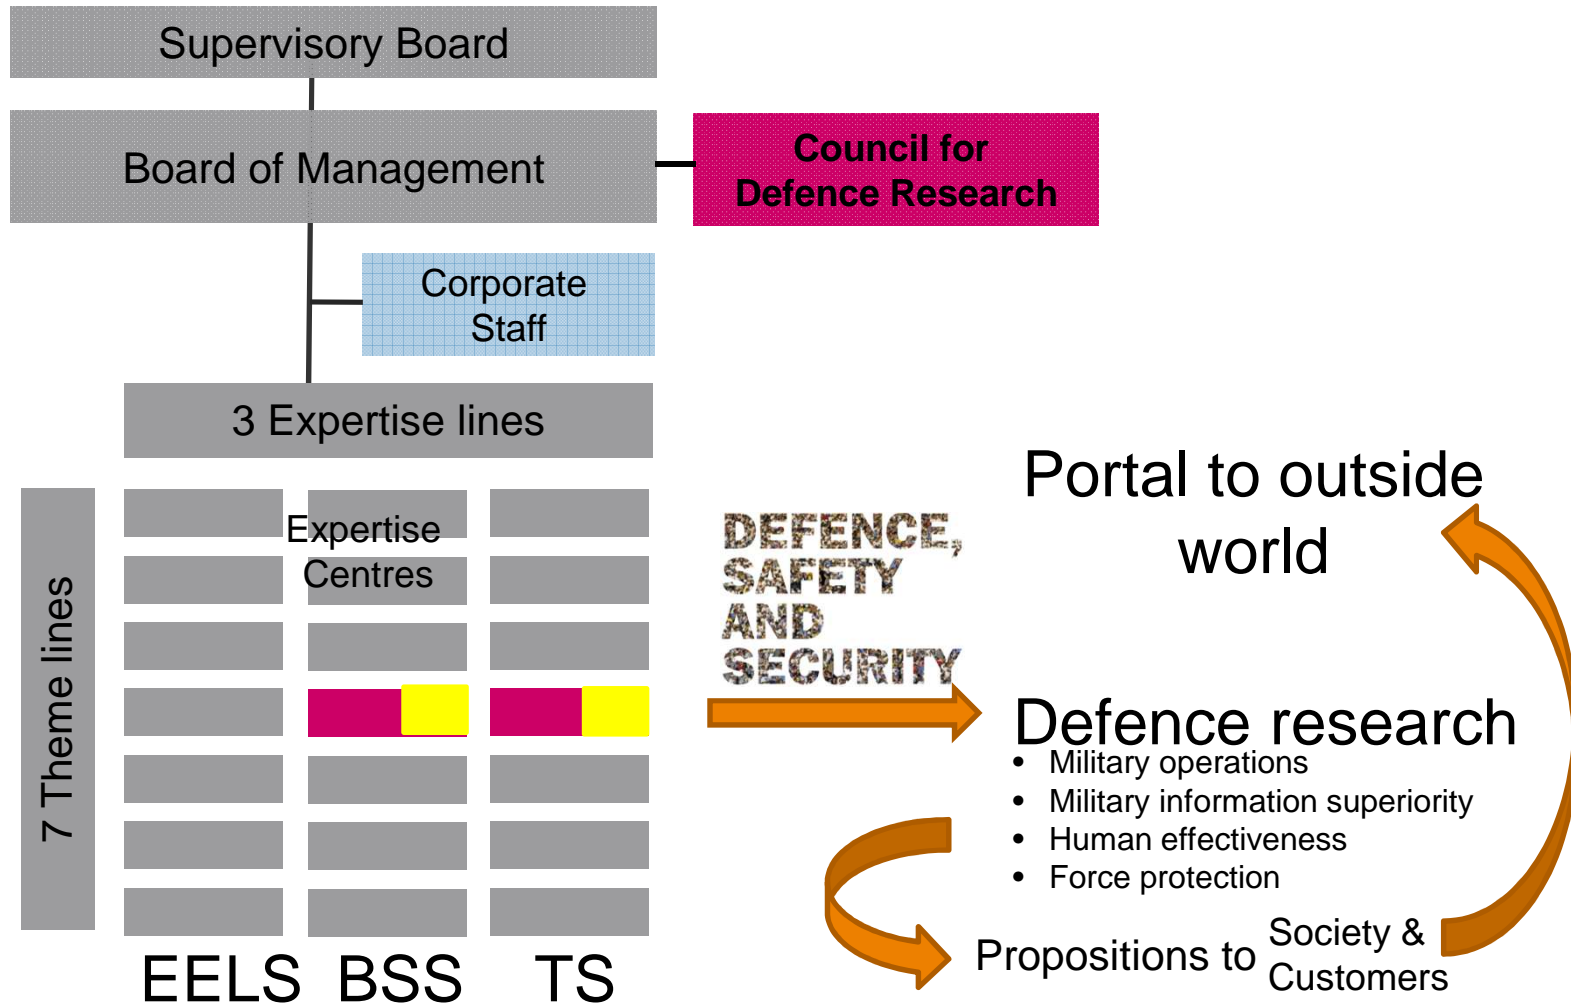 Supervisory Board
Board of Management
Council for
Defence Research
Corporate
Staff
3 Expertise lines
7 Theme lines
Expertise
Centres
EELS
BSS
TS
DEFENCE,
SAFETY
AND
SECURITY
Portal to outside
world
Defence research
• Military operations
• Military information superiority
• Human effectiveness
• Force protection
Propositions to
Society &
Customers